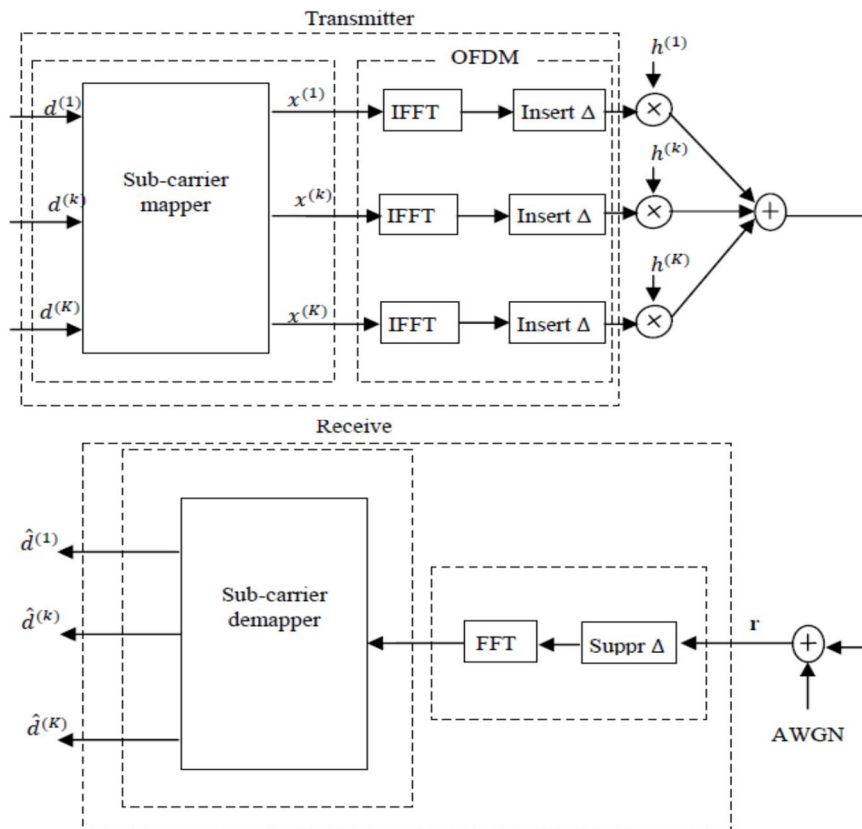 Transmitter
OFDM
h^(1)
d^(1)
x^(1)
IFFT
Insert Δ
×
Sub-carrier
mapper
h^(k)
d^(k)
x^(k)
IFFT
Insert Δ
×
+
h^(K)
d^(K)
x^(K)
IFFT
Insert Δ
×
Receive
d̂^(1)
Sub-carrier
demapper
d̂^(k)
FFT
Suppr Δ
r
+
d̂^(K)
AWGN